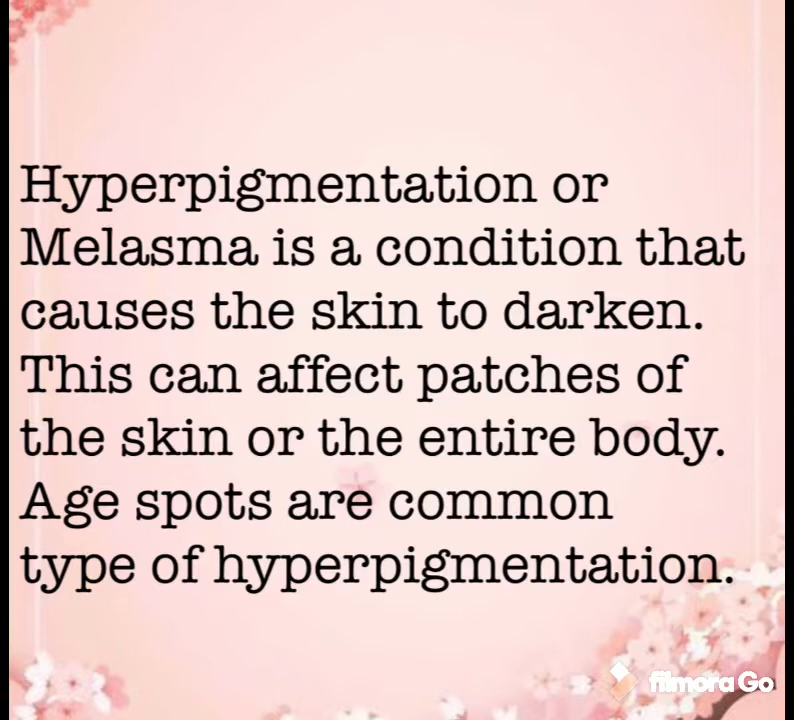 Hyperpigmentation or
Melasma is a condition that
causes the skin to darken.
This can affect patches of
the skin or the entire body.
Age spots are common
type of hyperpigmentation.
filmora Go